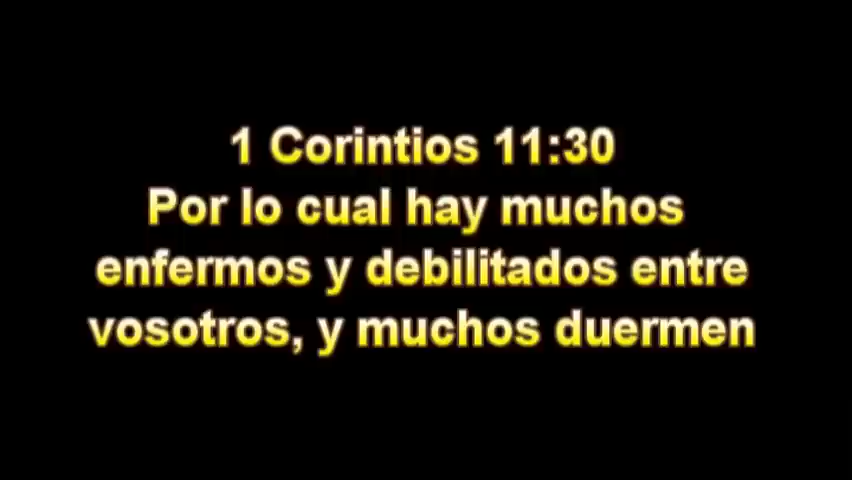 1 Corintios 11:30
Por lo cual hay muchos
enfermos y debilitados entre
vosotros, y muchos duermen